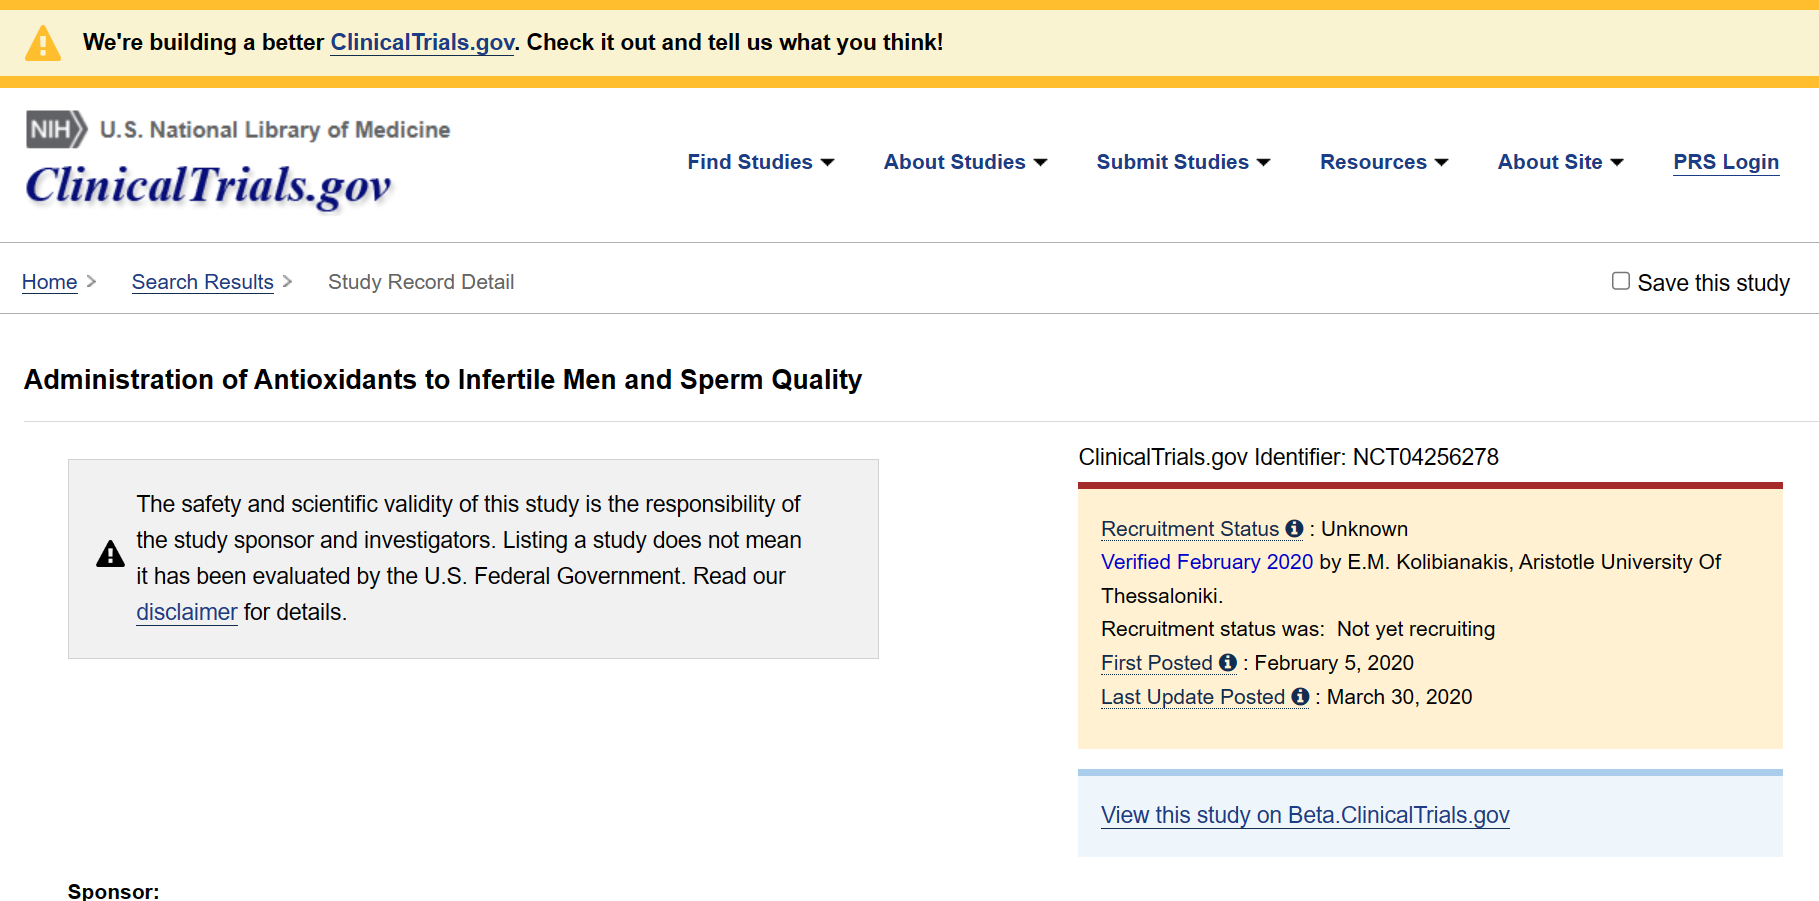 We're building a better ClinicalTrials.gov. Check it out and tell us what you think!
NIH U.S. National Library of Medicine
ClinicalTrials.gov
Find Studies About Studies Submit Studies Resources About Site PRS Login
Home > Search Results > Study Record Detail
Save this study
Administration of Antioxidants to Infertile Men and Sperm Quality
The safety and scientific validity of this study is the responsibility of
the study sponsor and investigators. Listing a study does not mean
it has been evaluated by the U.S. Federal Government. Read our
disclaimer for details.
ClinicalTrials.gov Identifier: NCT04256278
Recruitment Status : Unknown
Verified February 2020 by E.M. Kolibianakis, Aristotle University Of
Thessaloniki.
Recruitment status was: Not yet recruiting
First Posted : February 5, 2020
Last Update Posted : March 30, 2020
View this study on Beta.ClinicalTrials.gov
Sponsor: